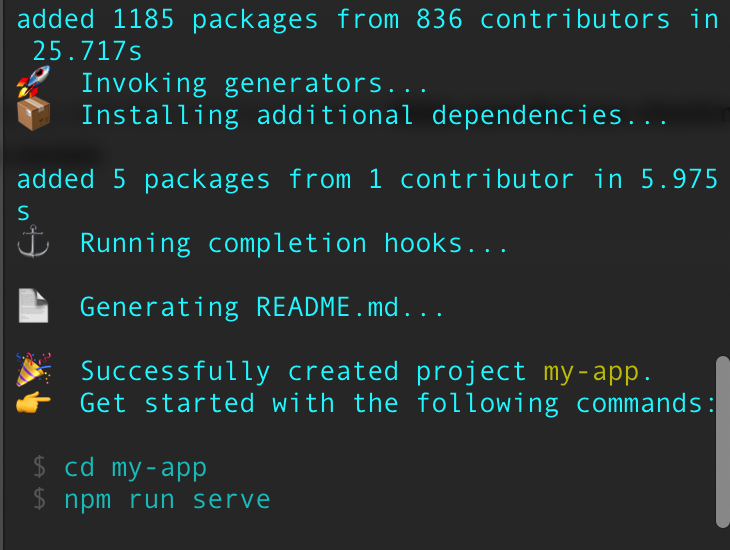 added 1185 packages from 836 contributors in
25.717s
🚀 Invoking generators...
📦 Installing additional dependencies...
added 5 packages from 1 contributor in 5.975
s
⚓ Running completion hooks...
📄 Generating README.md...
🎉 Successfully created project my-app.
👉 Get started with the following commands:
$ cd my-app
$ npm run serve